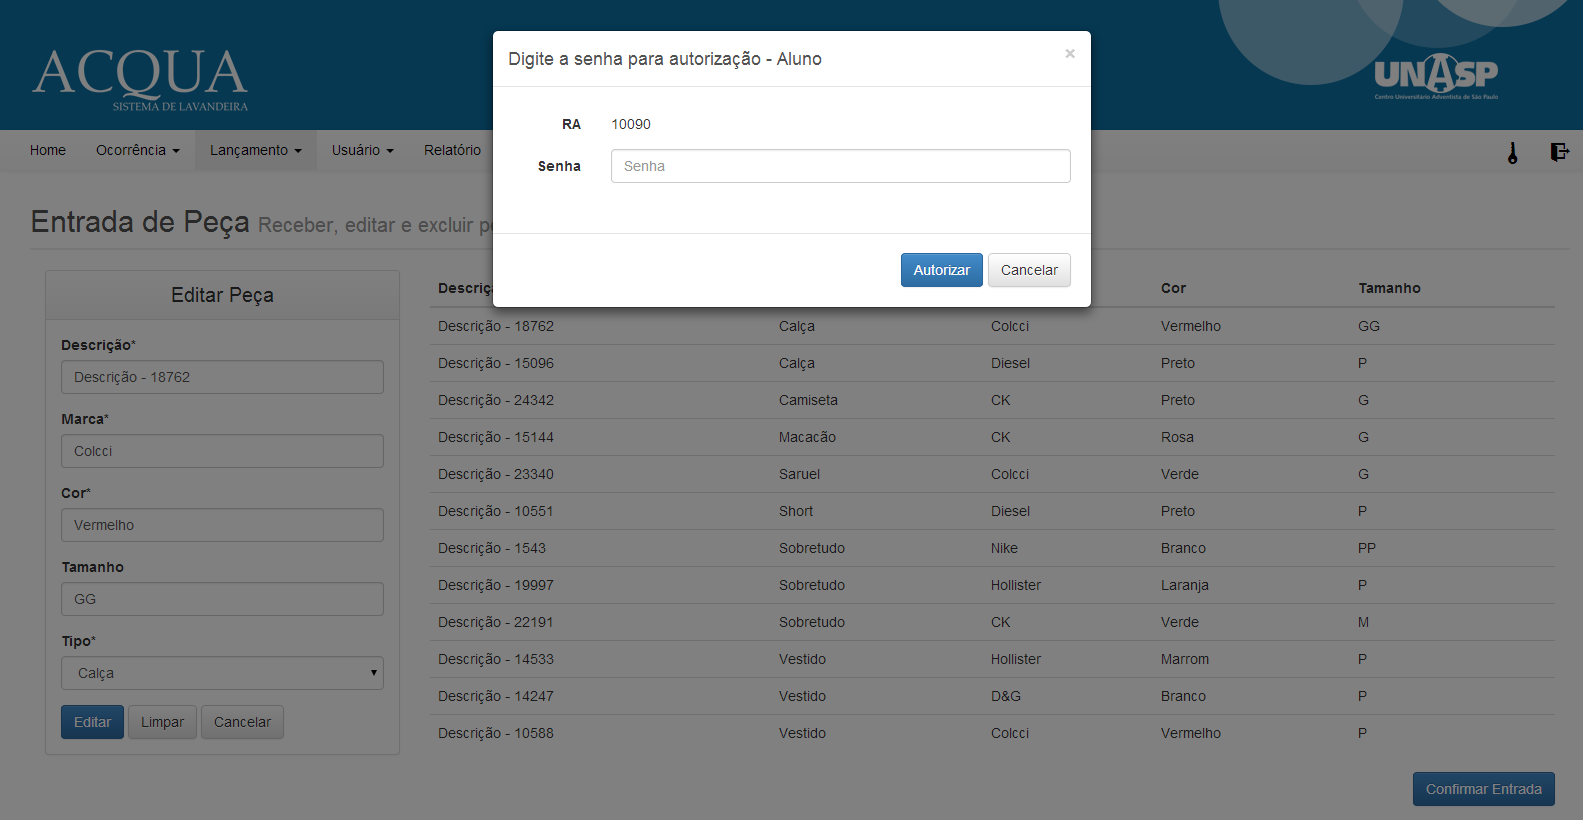 ACQUA
SISTEMA DE LAVANDEIRA
UNASP
Centro Universitário Adventista de São Paulo
Digite a senha para autorização - Aluno ×
RA 10090
Senha Senha
Autorizar Cancelar
Home Ocorrência Lançamento Usuário Relatório
Entrada de Peça Receber, editar e excluir
Editar Peça
Descrição*
Descrição - 18762
Marca*
Colcci
Cor*
Vermelho
Tamanho
GG
Tipo*
Calça
Editar Limpar Cancelar
Cor Tamanho
Descrição - 18762 Calça Colcci Vermelho GG
Descrição - 15096 Calça Diesel Preto P
Descrição - 24342 Camiseta CK Preto G
Descrição - 15144 Macacão CK Rosa G
Descrição - 23340 Saruel Colcci Verde G
Descrição - 10551 Short Diesel Preto P
Descrição - 1543 Sobretudo Nike Branco PP
Descrição - 19997 Sobretudo Hollister Laranja P
Descrição - 22191 Sobretudo CK Verde M
Descrição - 14533 Vestido Hollister Marrom P
Descrição - 14247 Vestido D&G Branco P
Descrição - 10588 Vestido Colcci Vermelho P
Confirmar Entrada